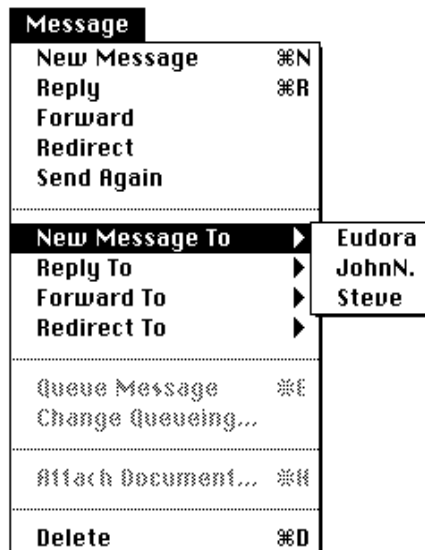 Message
New Message ⌘N
Reply ⌘R
Forward
Redirect
Send Again
New Message To ▶ Eudora
Reply To ▶ JohnN.
Forward To ▶ Steve
Redirect To ▶
Queue Message ⌘E
Change Queueing...
Attach Document... ⌘H
Delete ⌘D